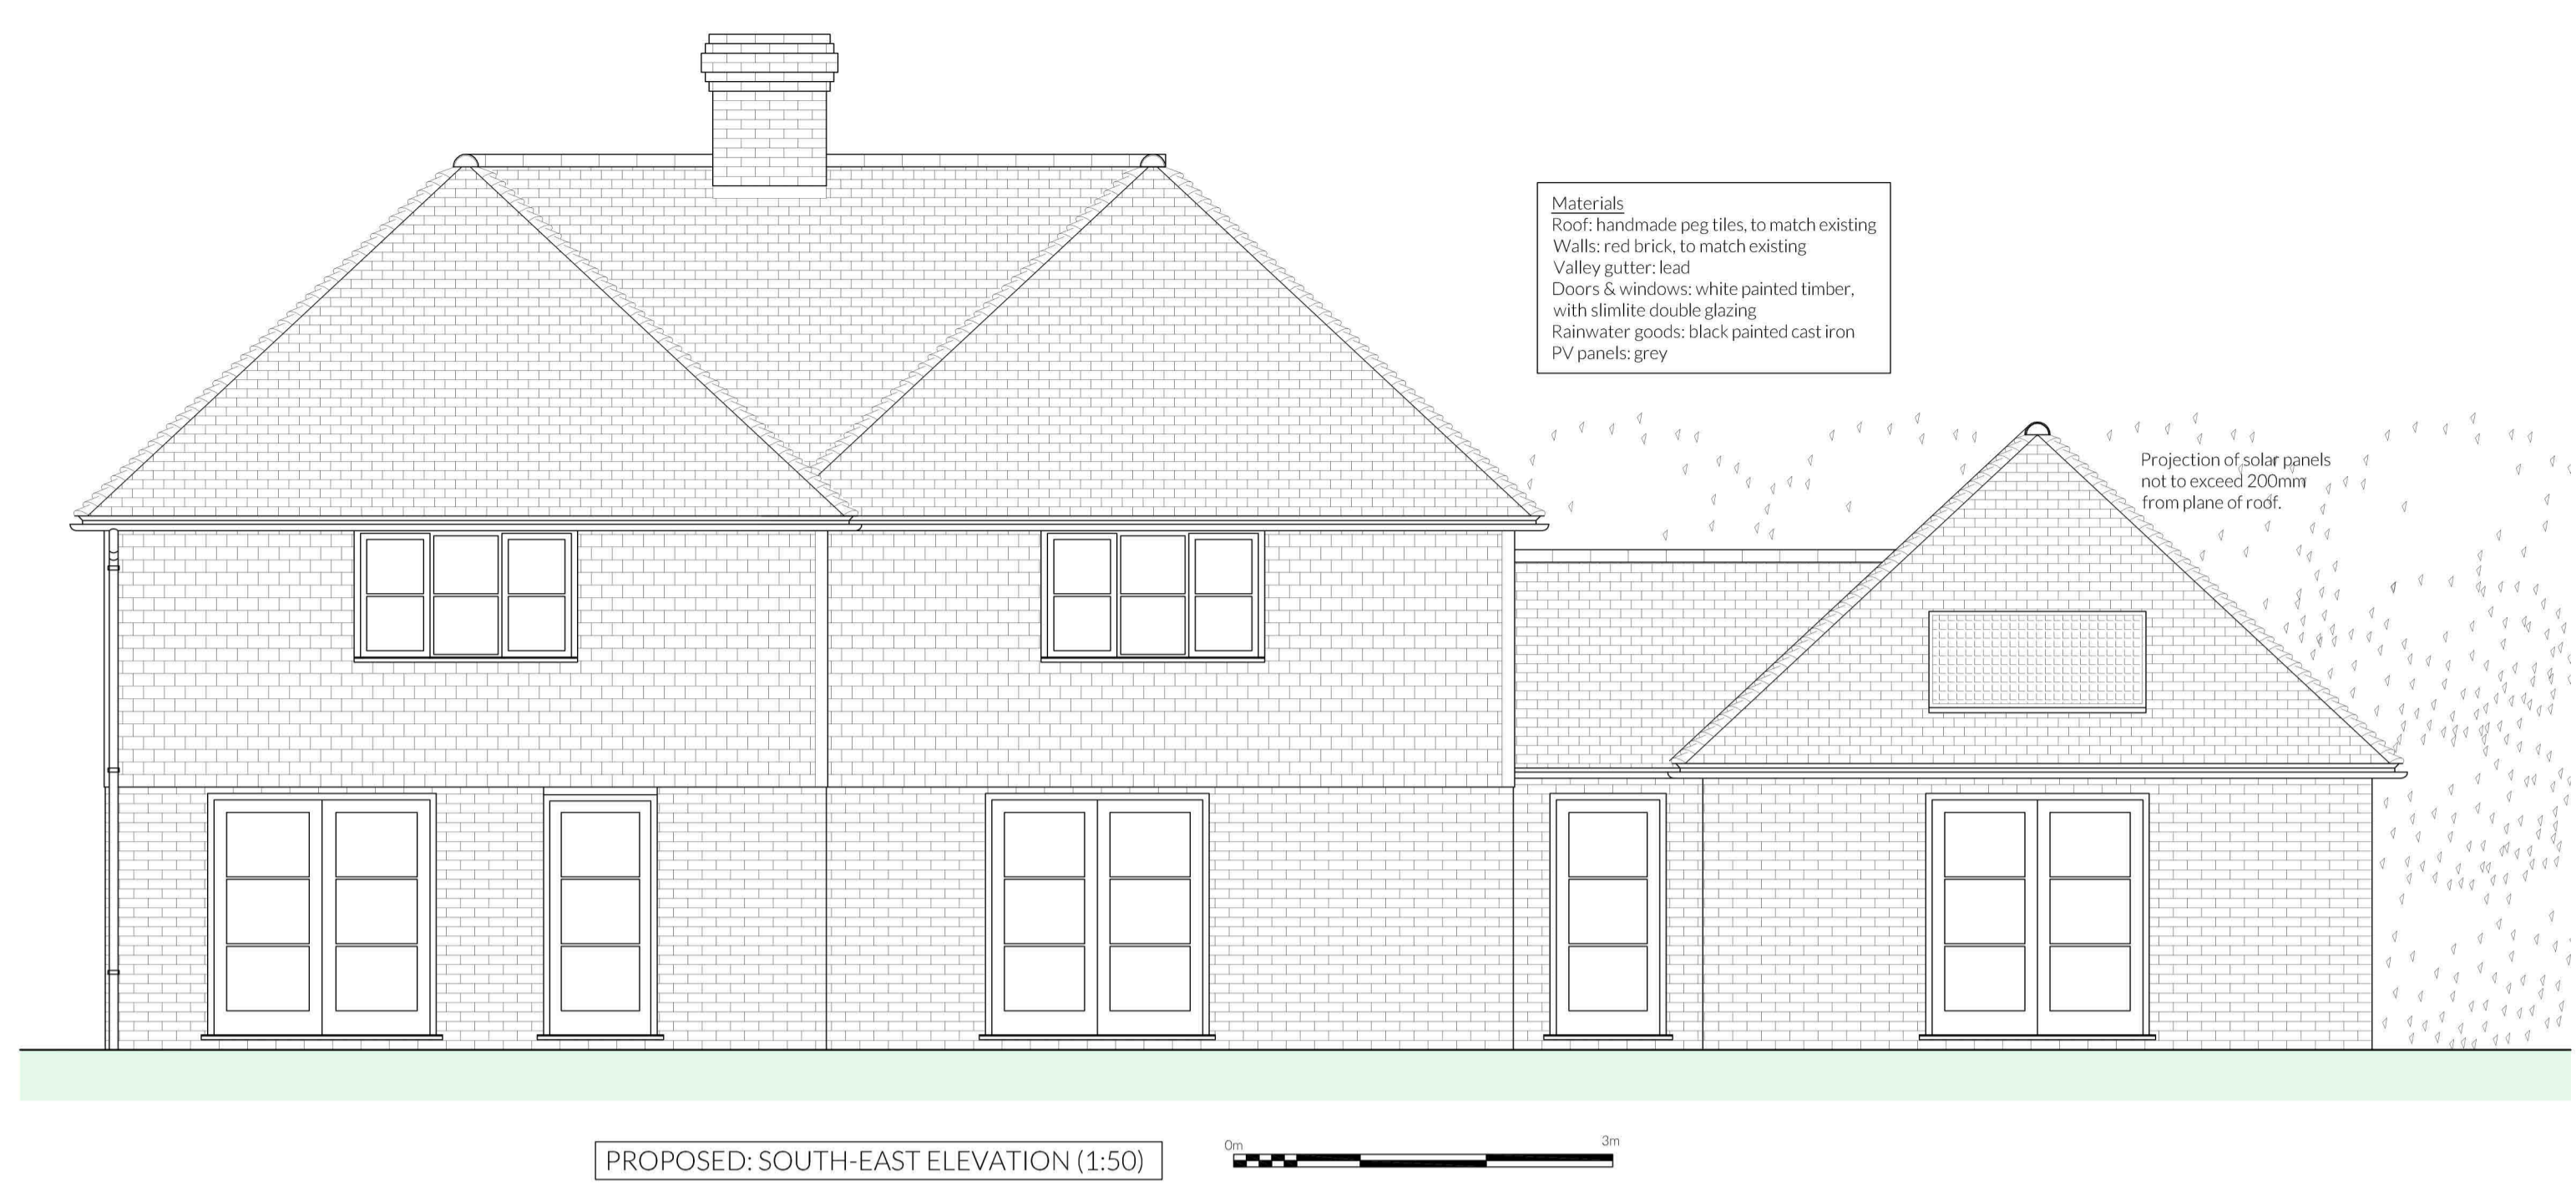 Materials
Roof: handmade peg tiles, to match existing
Walls: red brick, to match existing
Valley gutter: lead
Doors & windows: white painted timber,
with slimlite double glazing
Rainwater goods: black painted cast iron
PV panels: grey
Projection of solar panels
not to exceed 200mm
from plane of roof.
PROPOSED: SOUTH-EAST ELEVATION (1:50)
0m
3m